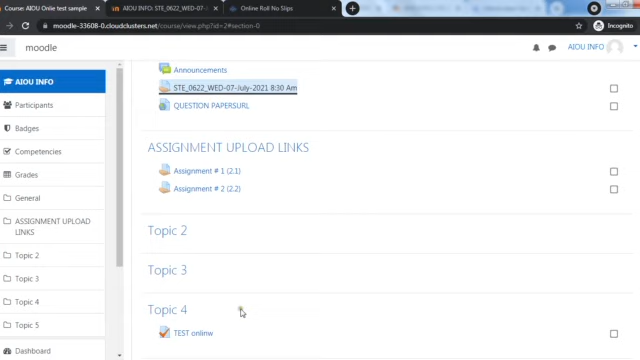 Course: AIOU Onlie test sample
AIOU INFO: STE_0622_WED-07-
Online Roll No Slips
moodle-33608-0.cloudclusters.net/course/view.php?id=2#section-0
Incognito
moodle
AIOU INFO
AIOU INFO
Participants
Badges
Competencies
Grades
General
ASSIGNMENT UPLOAD
LINKS
Topic 2
Topic 3
Topic 4
Topic 5
Dashboard
Announcements
STE_0622_WED-07-July-2021 8:30 Am
QUESTION PAPERSURL
ASSIGNMENT UPLOAD LINKS
Assignment # 1 (2.1)
Assignment # 2 (2.2)
Topic 2
Topic 3
Topic 4
TEST onlinw